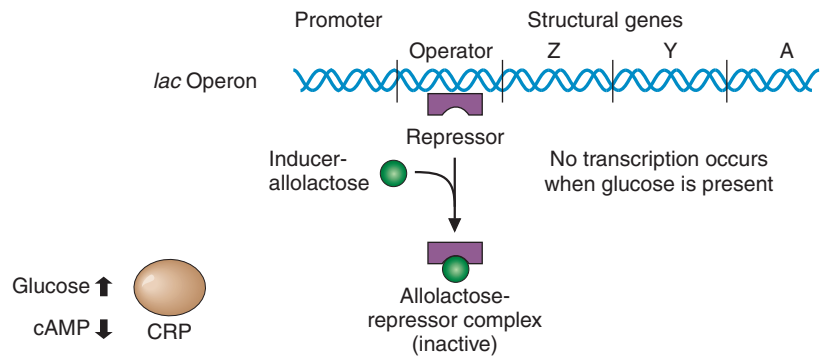 Promoter
Structural genes
Operator
Z
Y
A
lac Operon
Repressor
Inducer-
allolactose
No transcription occurs
when glucose is present
Glucose
cAMP
CRP
Allolactose-
repressor complex
(inactive)